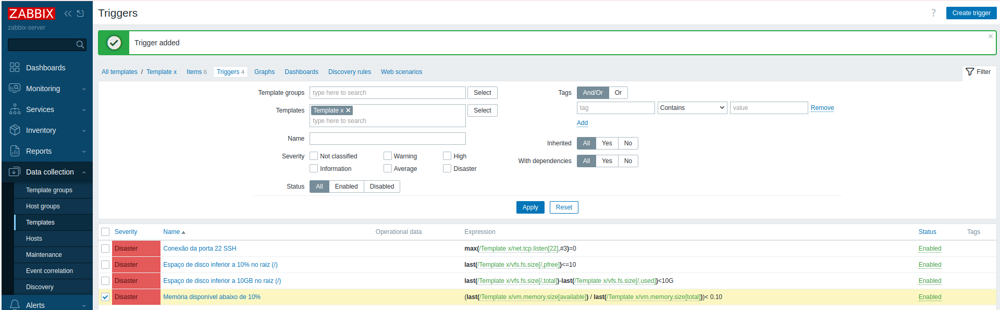 ZABBIX
zabbix-server
Dashboards
Monitoring
Services
Inventory
Reports
Data collection
Template groups
Host groups
Templates
Hosts
Maintenance
Event correlation
Discovery
Alerts
Triggers
? Create trigger
Trigger added
All templates / Template x Items 6 Triggers 4 Graphs Dashboards Discovery rules Web scenarios
Filter
Template groups type here to search Select
Templates Template x Select
type here to search
Name
Severity Not classified Warning High
Information Average Disaster
Status All Enabled Disabled
Tags And/Or Or
tag Contains value Remove
Add
Inherited All Yes No
With dependencies All Yes No
Apply Reset
Severity Name Operational data Expression Status Tags
Disaster Conexão da porta 22 SSH max(/Template x/net.tcp.listen[22],#3)=0 Enabled
Disaster Espaço de disco inferior a 10% no raiz (/) last(/Template x/vfs.fs.size[/,pfree])<=10 Enabled
Disaster Espaço de disco inferior a 10GB no raiz (/) last(/Template x/vfs.fs.size[/,total])-last(/Template x/vfs.fs.size[/,used])<10G Enabled
Disaster Memória disponível abaixo de 10% (last(/Template x/vm.memory.size[available]) / last(/Template x/vm.memory.size[total]))< 0.10 Enabled